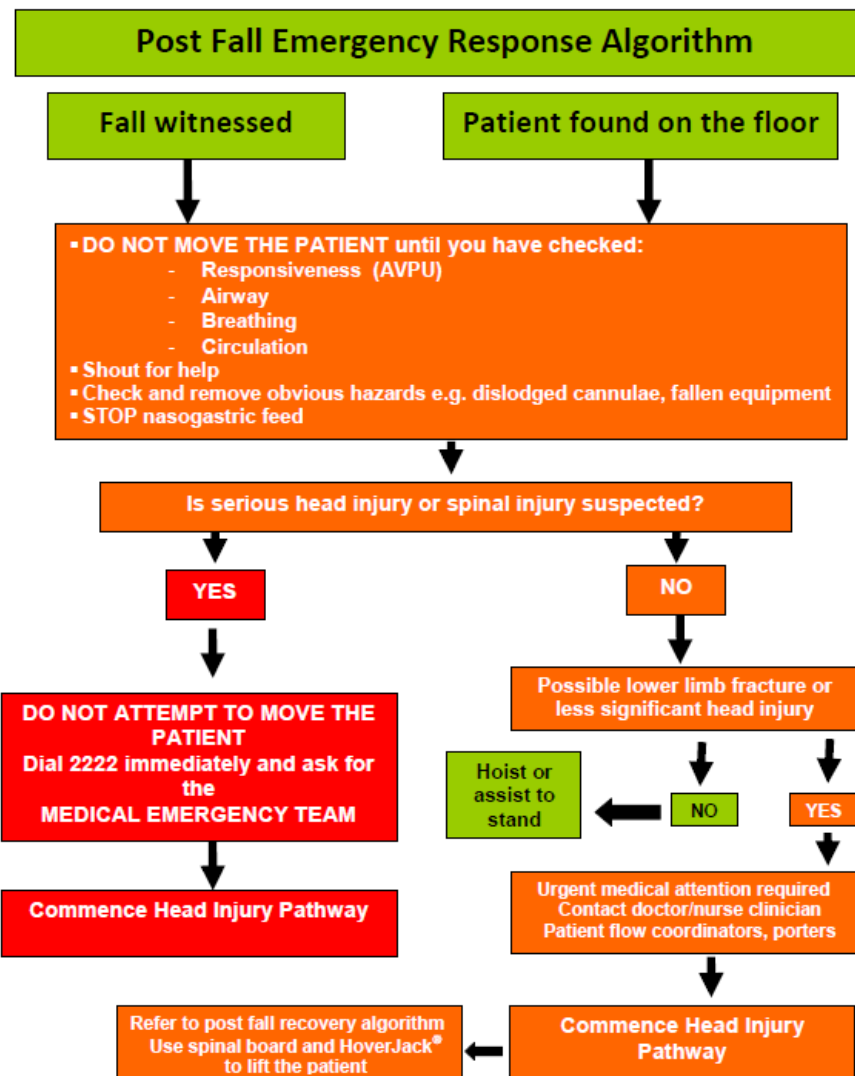 Post Fall Emergency Response Algorithm
Fall witnessed
Patient found on the floor
▪ DO NOT MOVE THE PATIENT until you have checked:
- Responsiveness (AVPU)
- Airway
- Breathing
- Circulation
▪ Shout for help
▪ Check and remove obvious hazards e.g. dislodged cannulae, fallen equipment
▪ STOP nasogastric feed
Is serious head injury or spinal injury suspected?
YES
NO
DO NOT ATTEMPT TO MOVE THE
PATIENT
Dial 2222 immediately and ask for
the
MEDICAL EMERGENCY TEAM
Commence Head Injury Pathway
Possible lower limb fracture or
less significant head injury
Hoist or
assist to
stand
NO
YES
Urgent medical attention required
Contact doctor/nurse clinician
Patient flow coordinators, porters
Commence Head Injury
Pathway
Refer to post fall recovery algorithm
Use spinal board and HoverJack®
to lift the patient